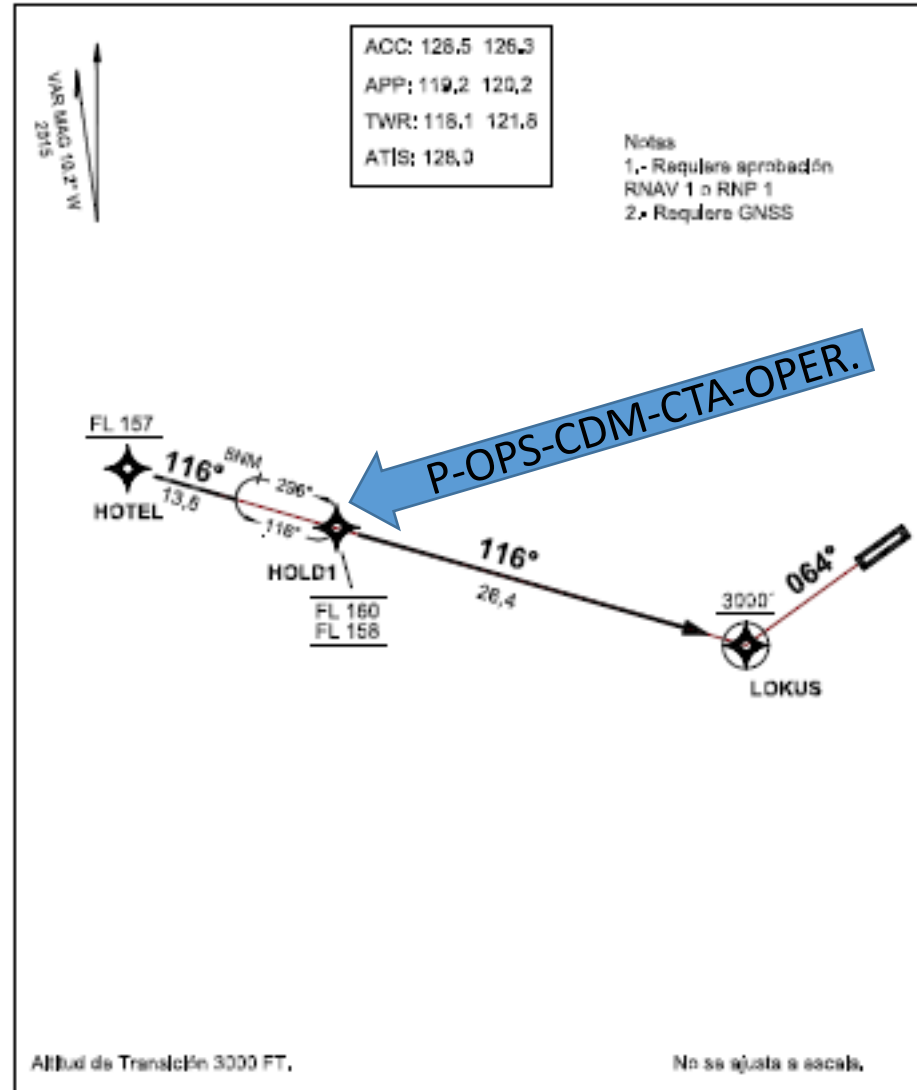 ACC: 128.5 126.3
APP: 119.2 120.2
TWR: 118.1 121.8
ATIS: 128.0
VAR MAG 10.2° W
2015
Notas
1.- Requiere aprobación
RNAV 1 o RNP 1
2.- Requiere GNSS
P-OPS-CDM-CTA-OPER.
FL 157
116°
13,6
HOTEL
296°
116°
HOLD1
FL 160
FL 158
116°
26,4
064°
3000'
LOKUS
Altitud de Transición 3000 FT.
No se ajusta a escala.